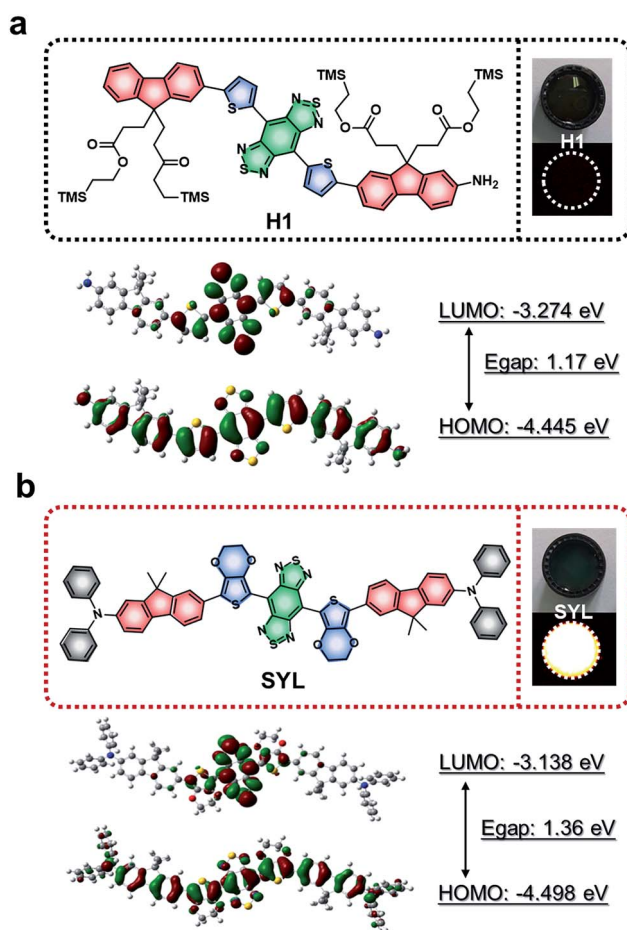 a
TMS
TMS
S
S
N
N
S
O
O
O
O
O
O
O
N
N
S
S
NH₂
TMS
TMS
H1
H1
LUMO: -3.274 eV
Egap: 1.17 eV
HOMO: -4.445 eV
b
O
O
S
N
N
S
N
N
N
N
S
S
O
O
SYL
SYL
LUMO: -3.138 eV
Egap: 1.36 eV
HOMO: -4.498 eV